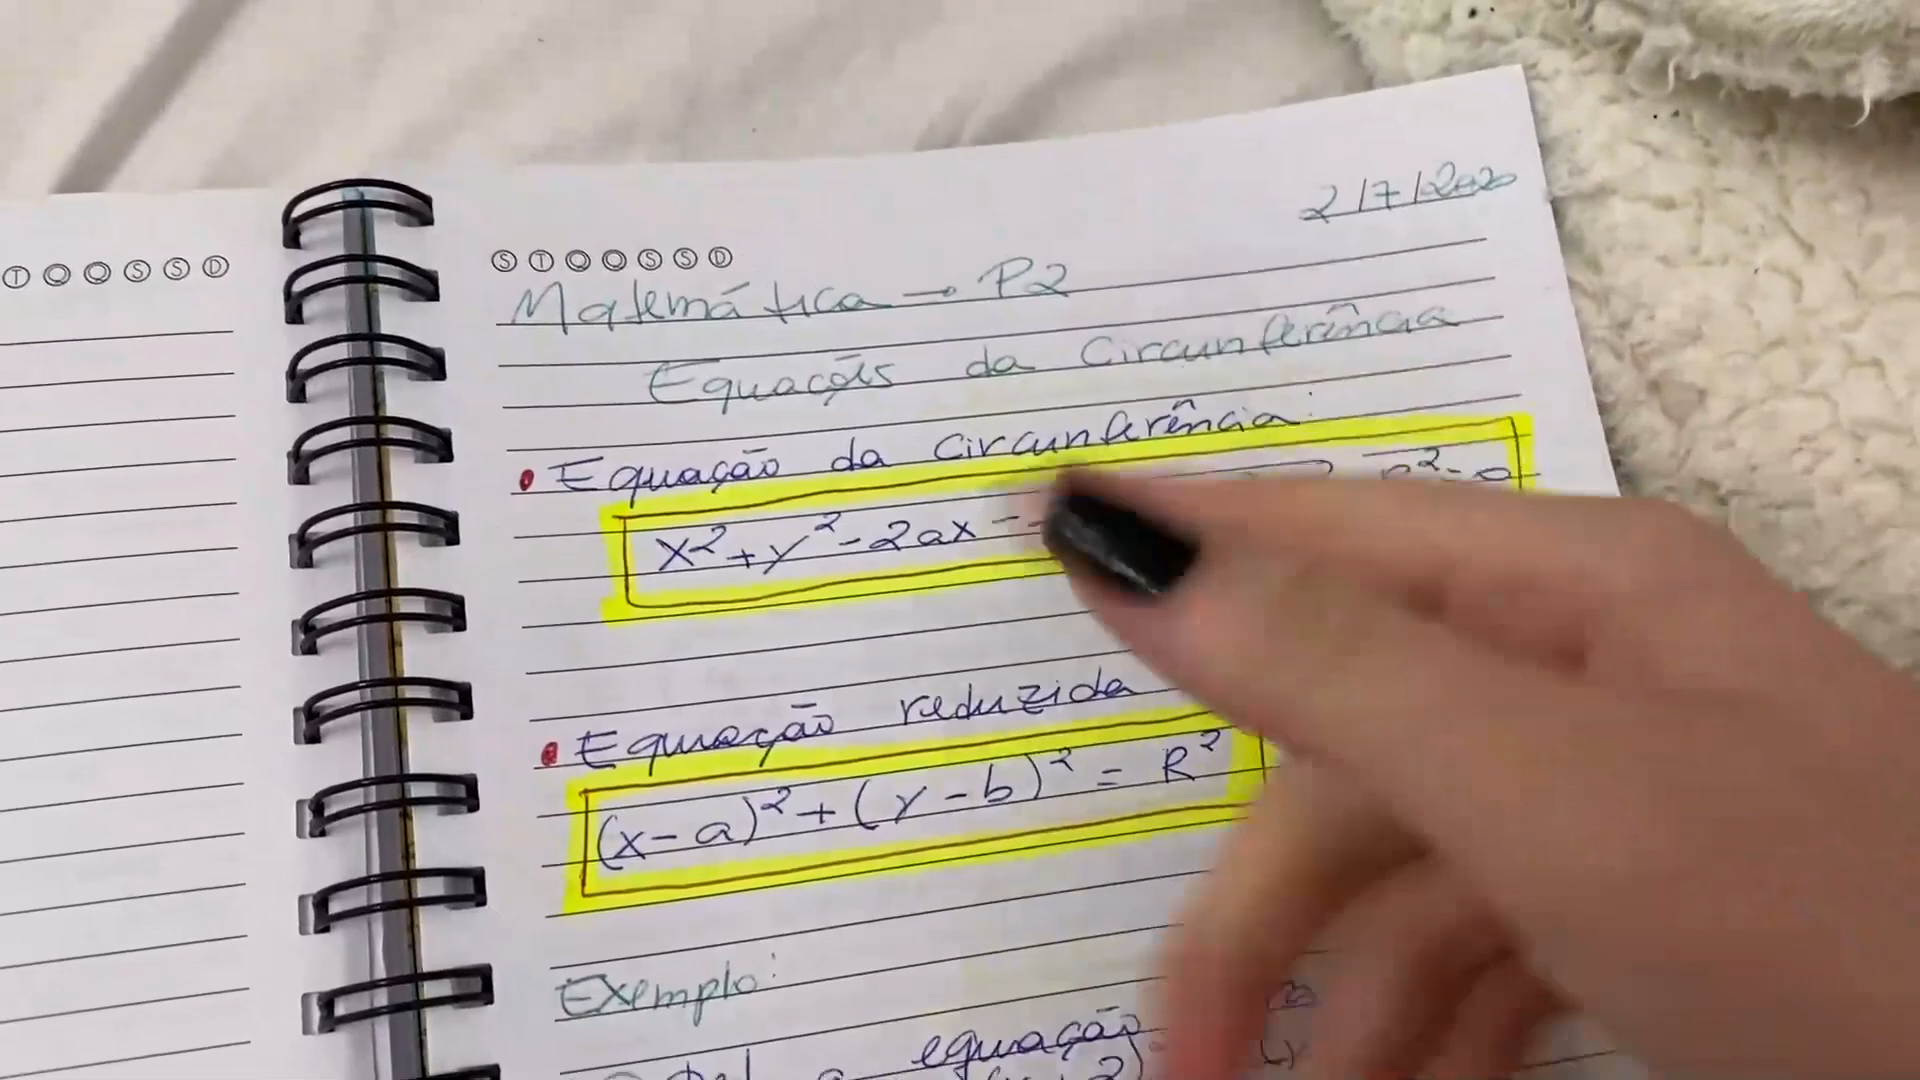 2/7/2020
T Q Q S S D
S T Q Q S S D
Matemática → P2
Equações da Circunferência
• Equação da Circunferência:
x²+y²-2ax-
• Equação reduzida
(x-a)²+(y-b)² = R²
Exemplo:
equação